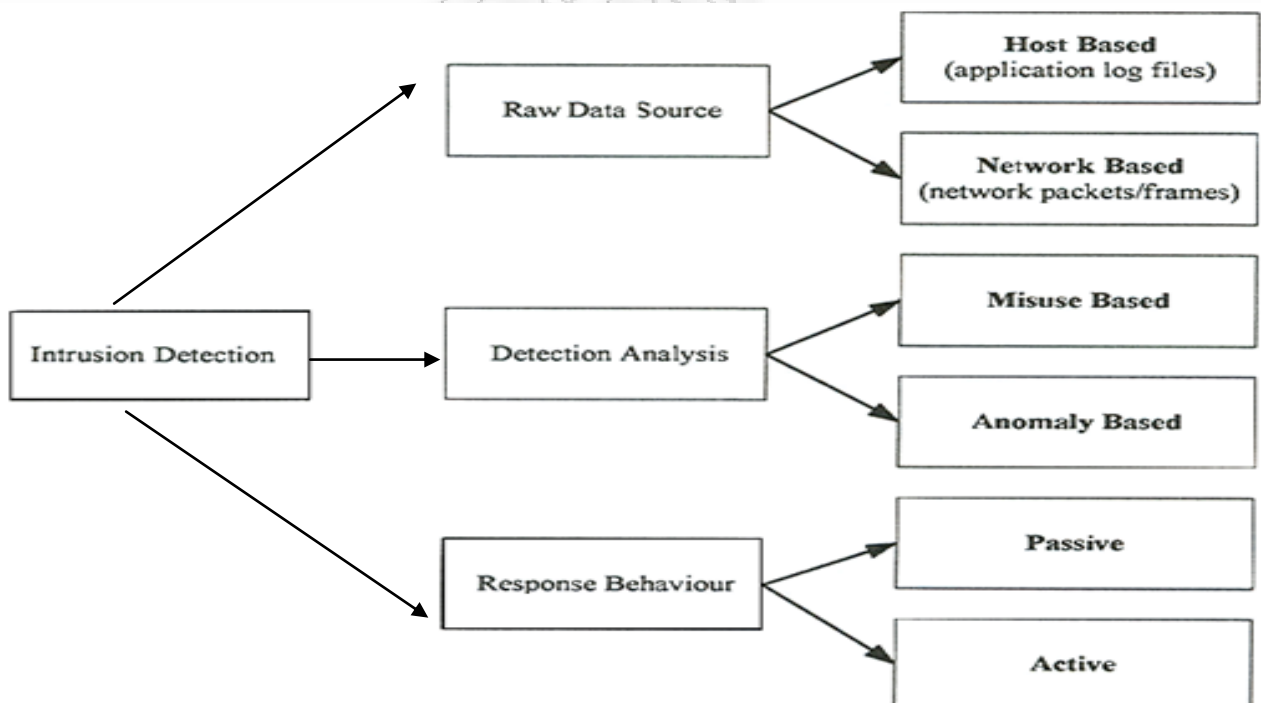 Intrusion Detection
Raw Data Source
Host Based
(application log files)
Network Based
(network packets/frames)
Detection Analysis
Misuse Based
Anomaly Based
Response Behaviour
Passive
Active